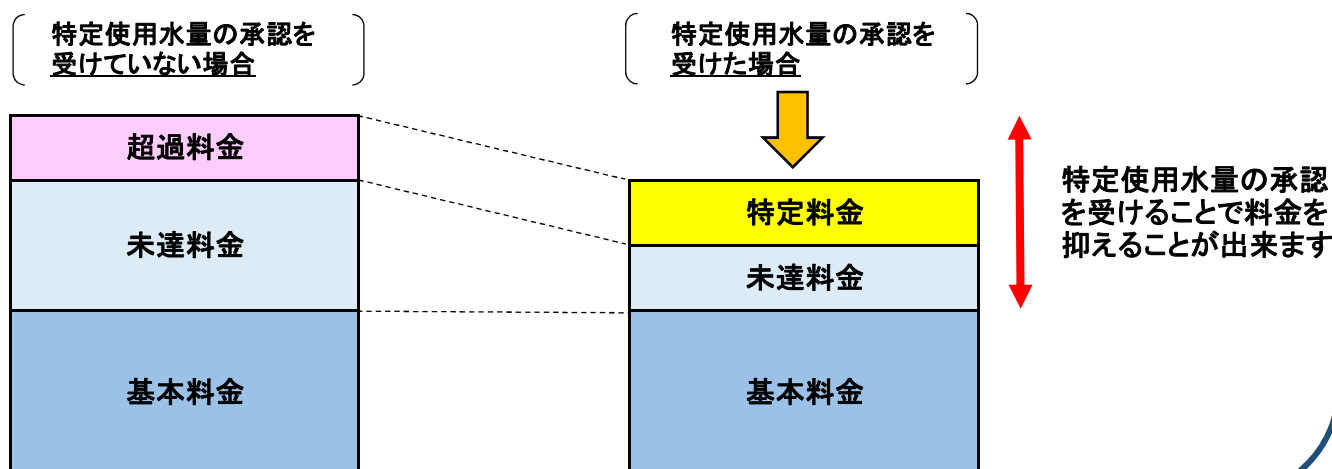 特定使用水量の承認を
受けていない場合
特定使用水量の承認を
受けた場合
超過料金
未達料金
基本料金
特定料金
未達料金
基本料金
特定使用水量の承認
を受けることで料金を
抑えることが出来ます